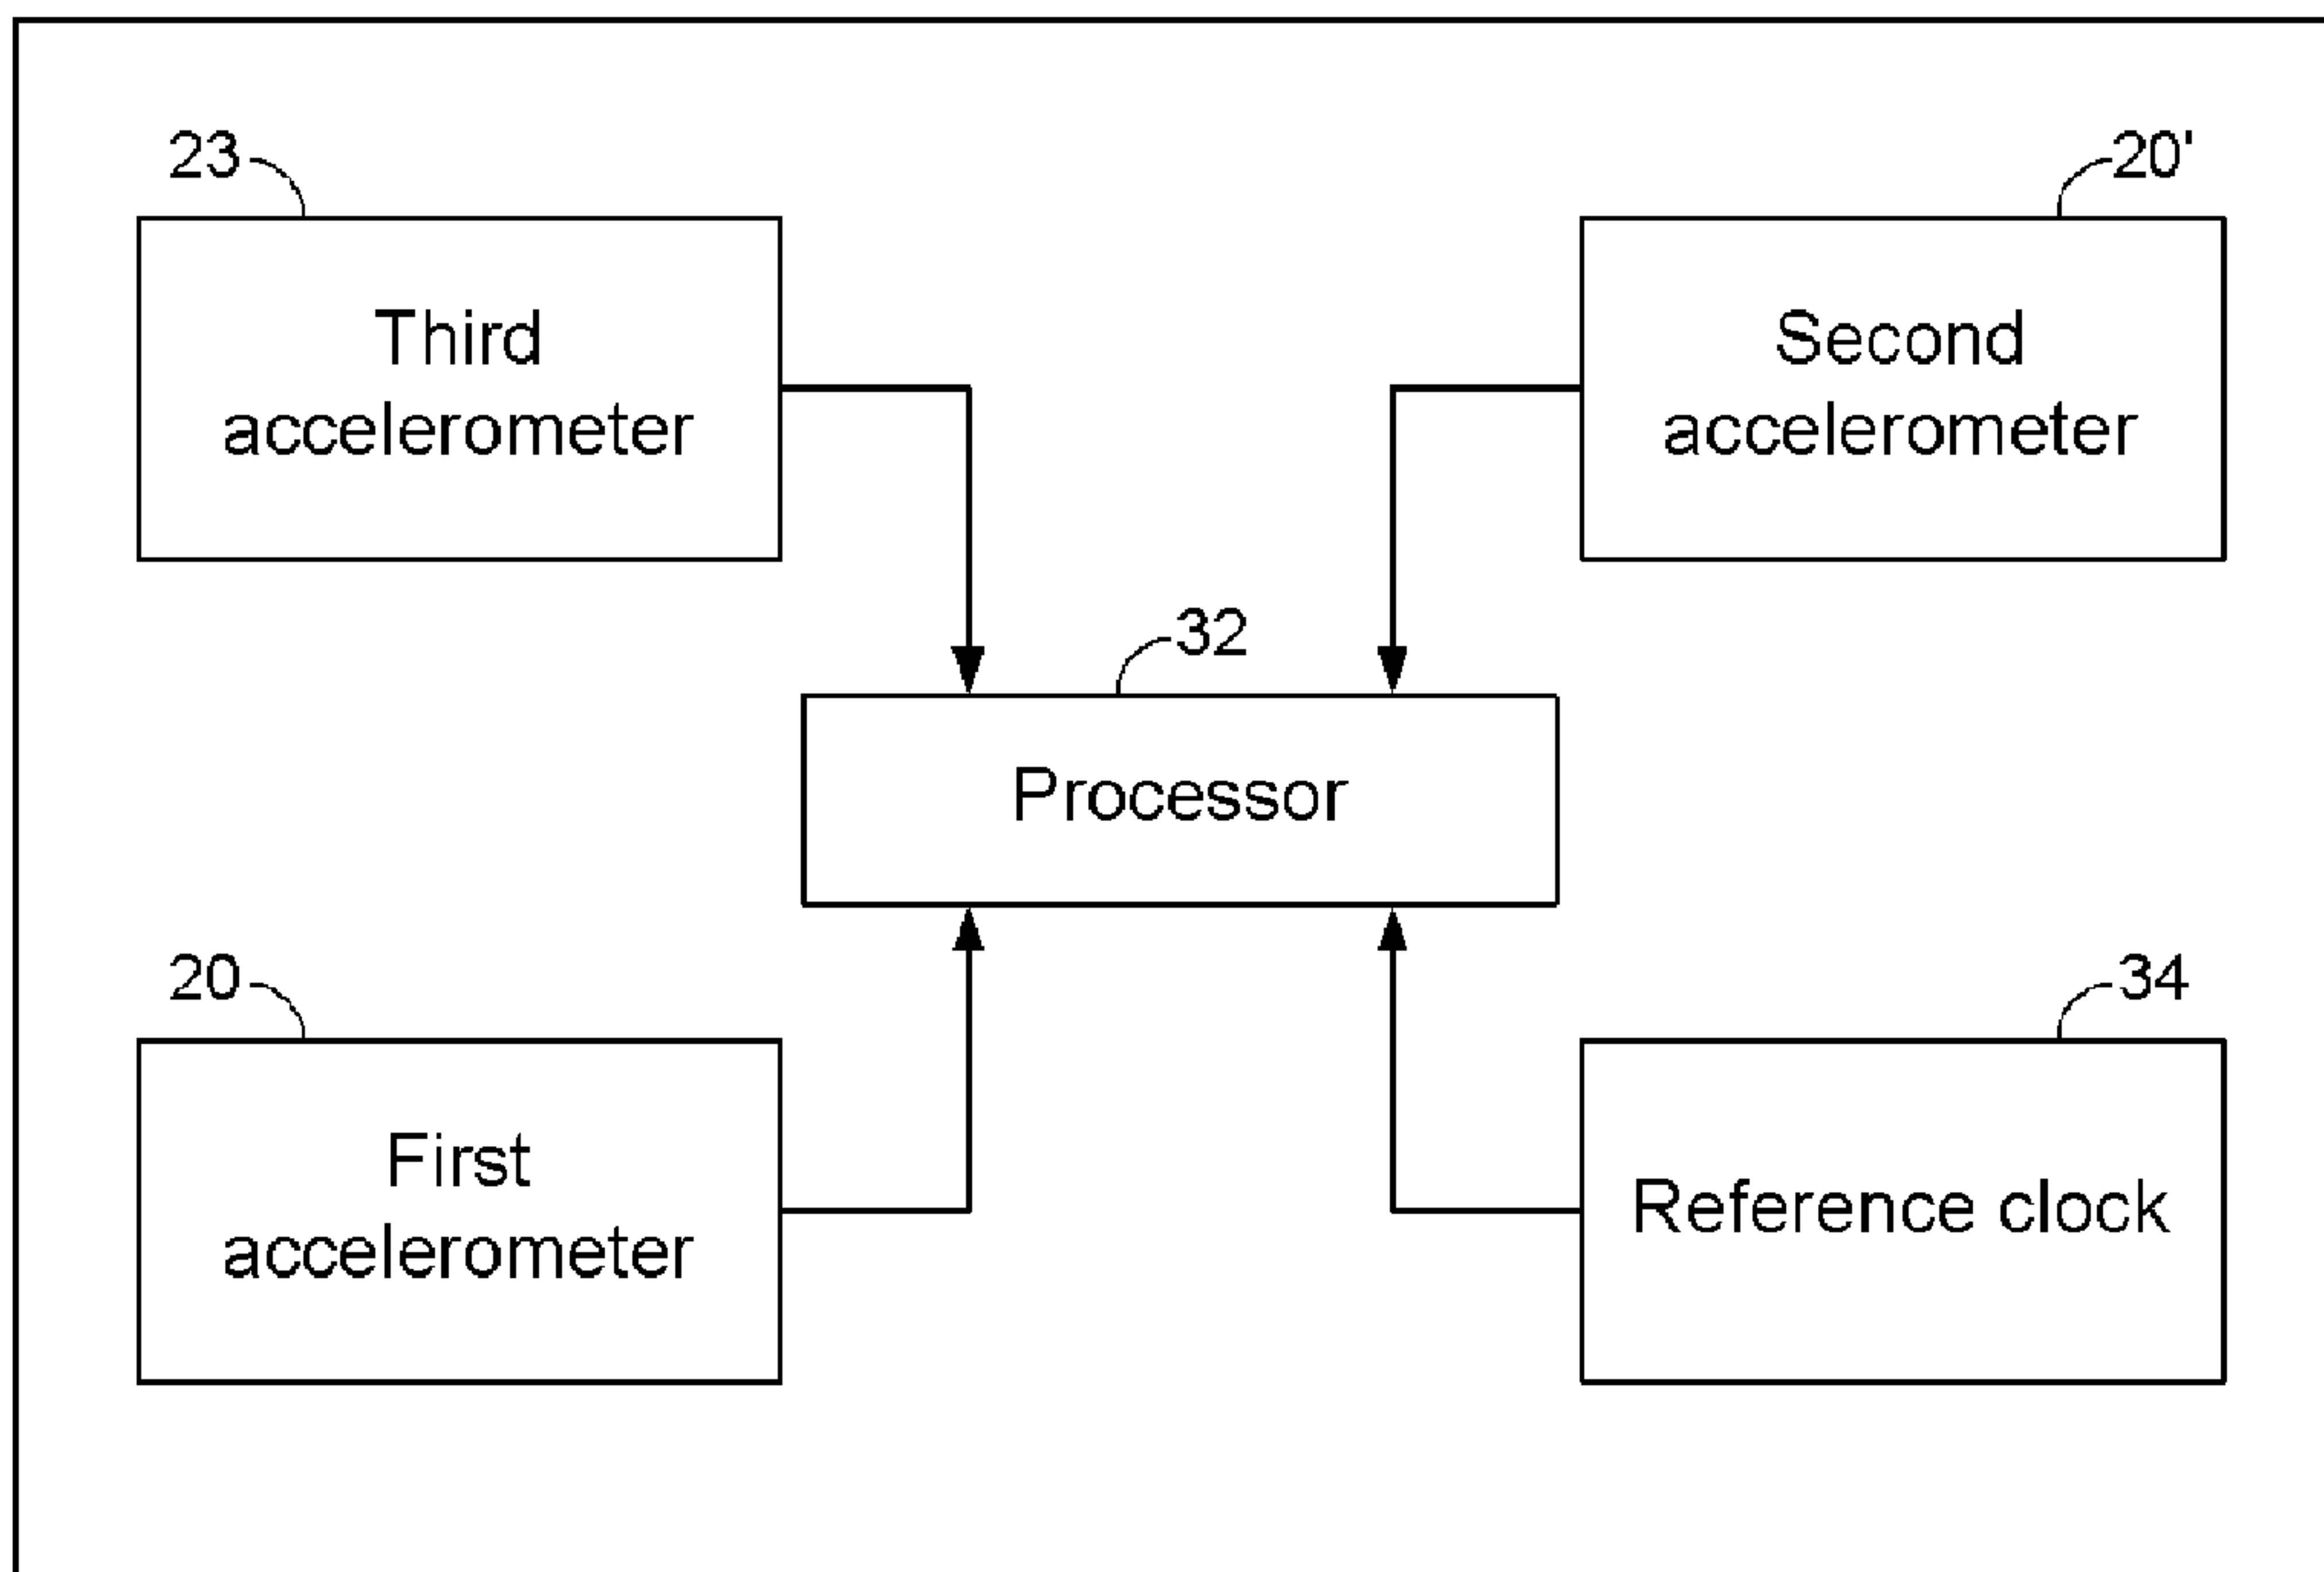 23
20'
Third
accelerometer
Second
accelerometer
32
Processor
20
34
First
accelerometer
Reference clock